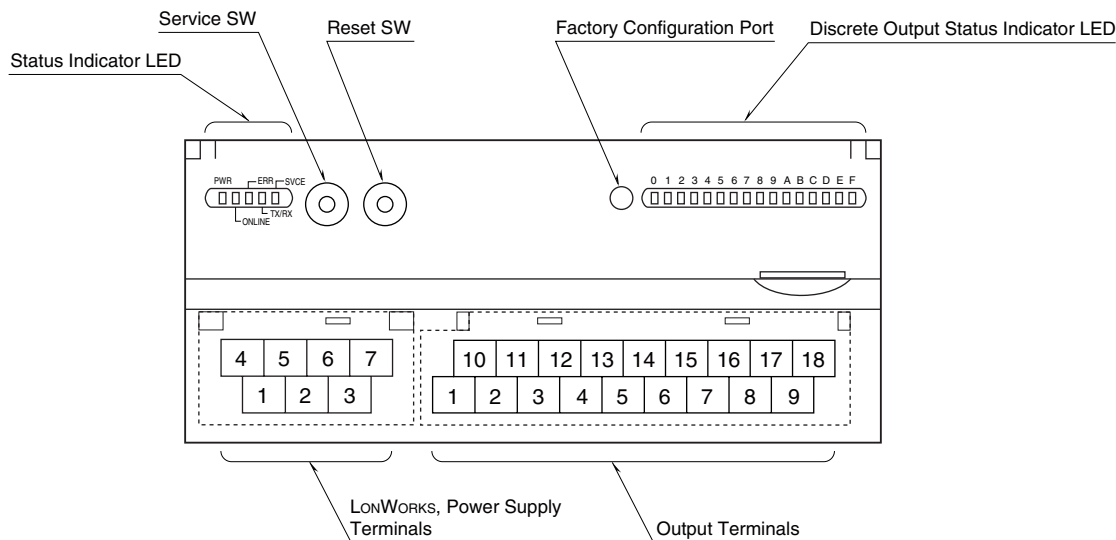 Service SW
Reset SW
Factory Configuration Port
Discrete Output Status Indicator LED
Status Indicator LED
PWR
ERR
SVCE
TX/RX
ONLINE
0 1 2 3 4 5 6 7 8 9 A B C D E F
4 5 6 7
1 2 3
10 11 12 13 14 15 16 17 18
1 2 3 4 5 6 7 8 9
LONWORKS, Power Supply
Terminals
Output Terminals